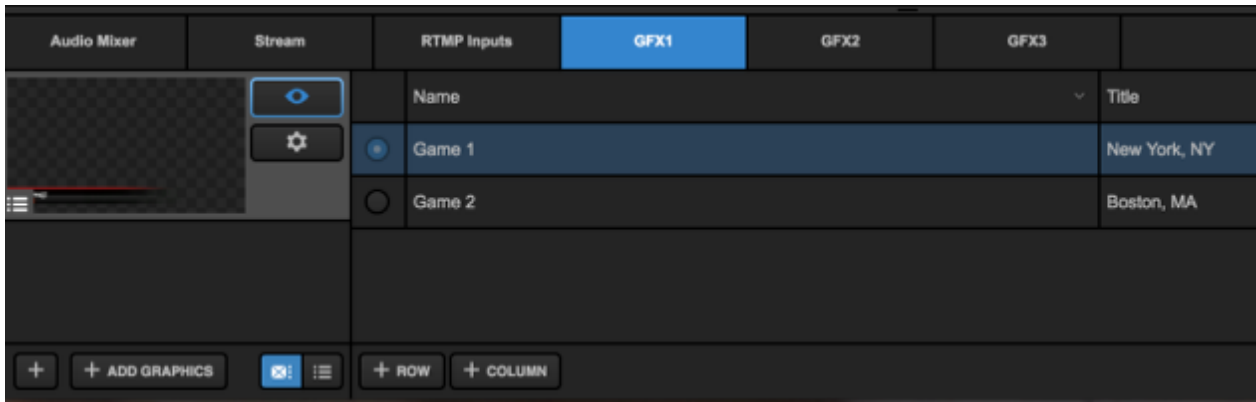 Audio Mixer Stream RTMP Inputs GFX1 GFX2 GFX3
Name Title
Game 1 New York, NY
Game 2 Boston, MA
+ + ADD GRAPHICS + ROW + COLUMN